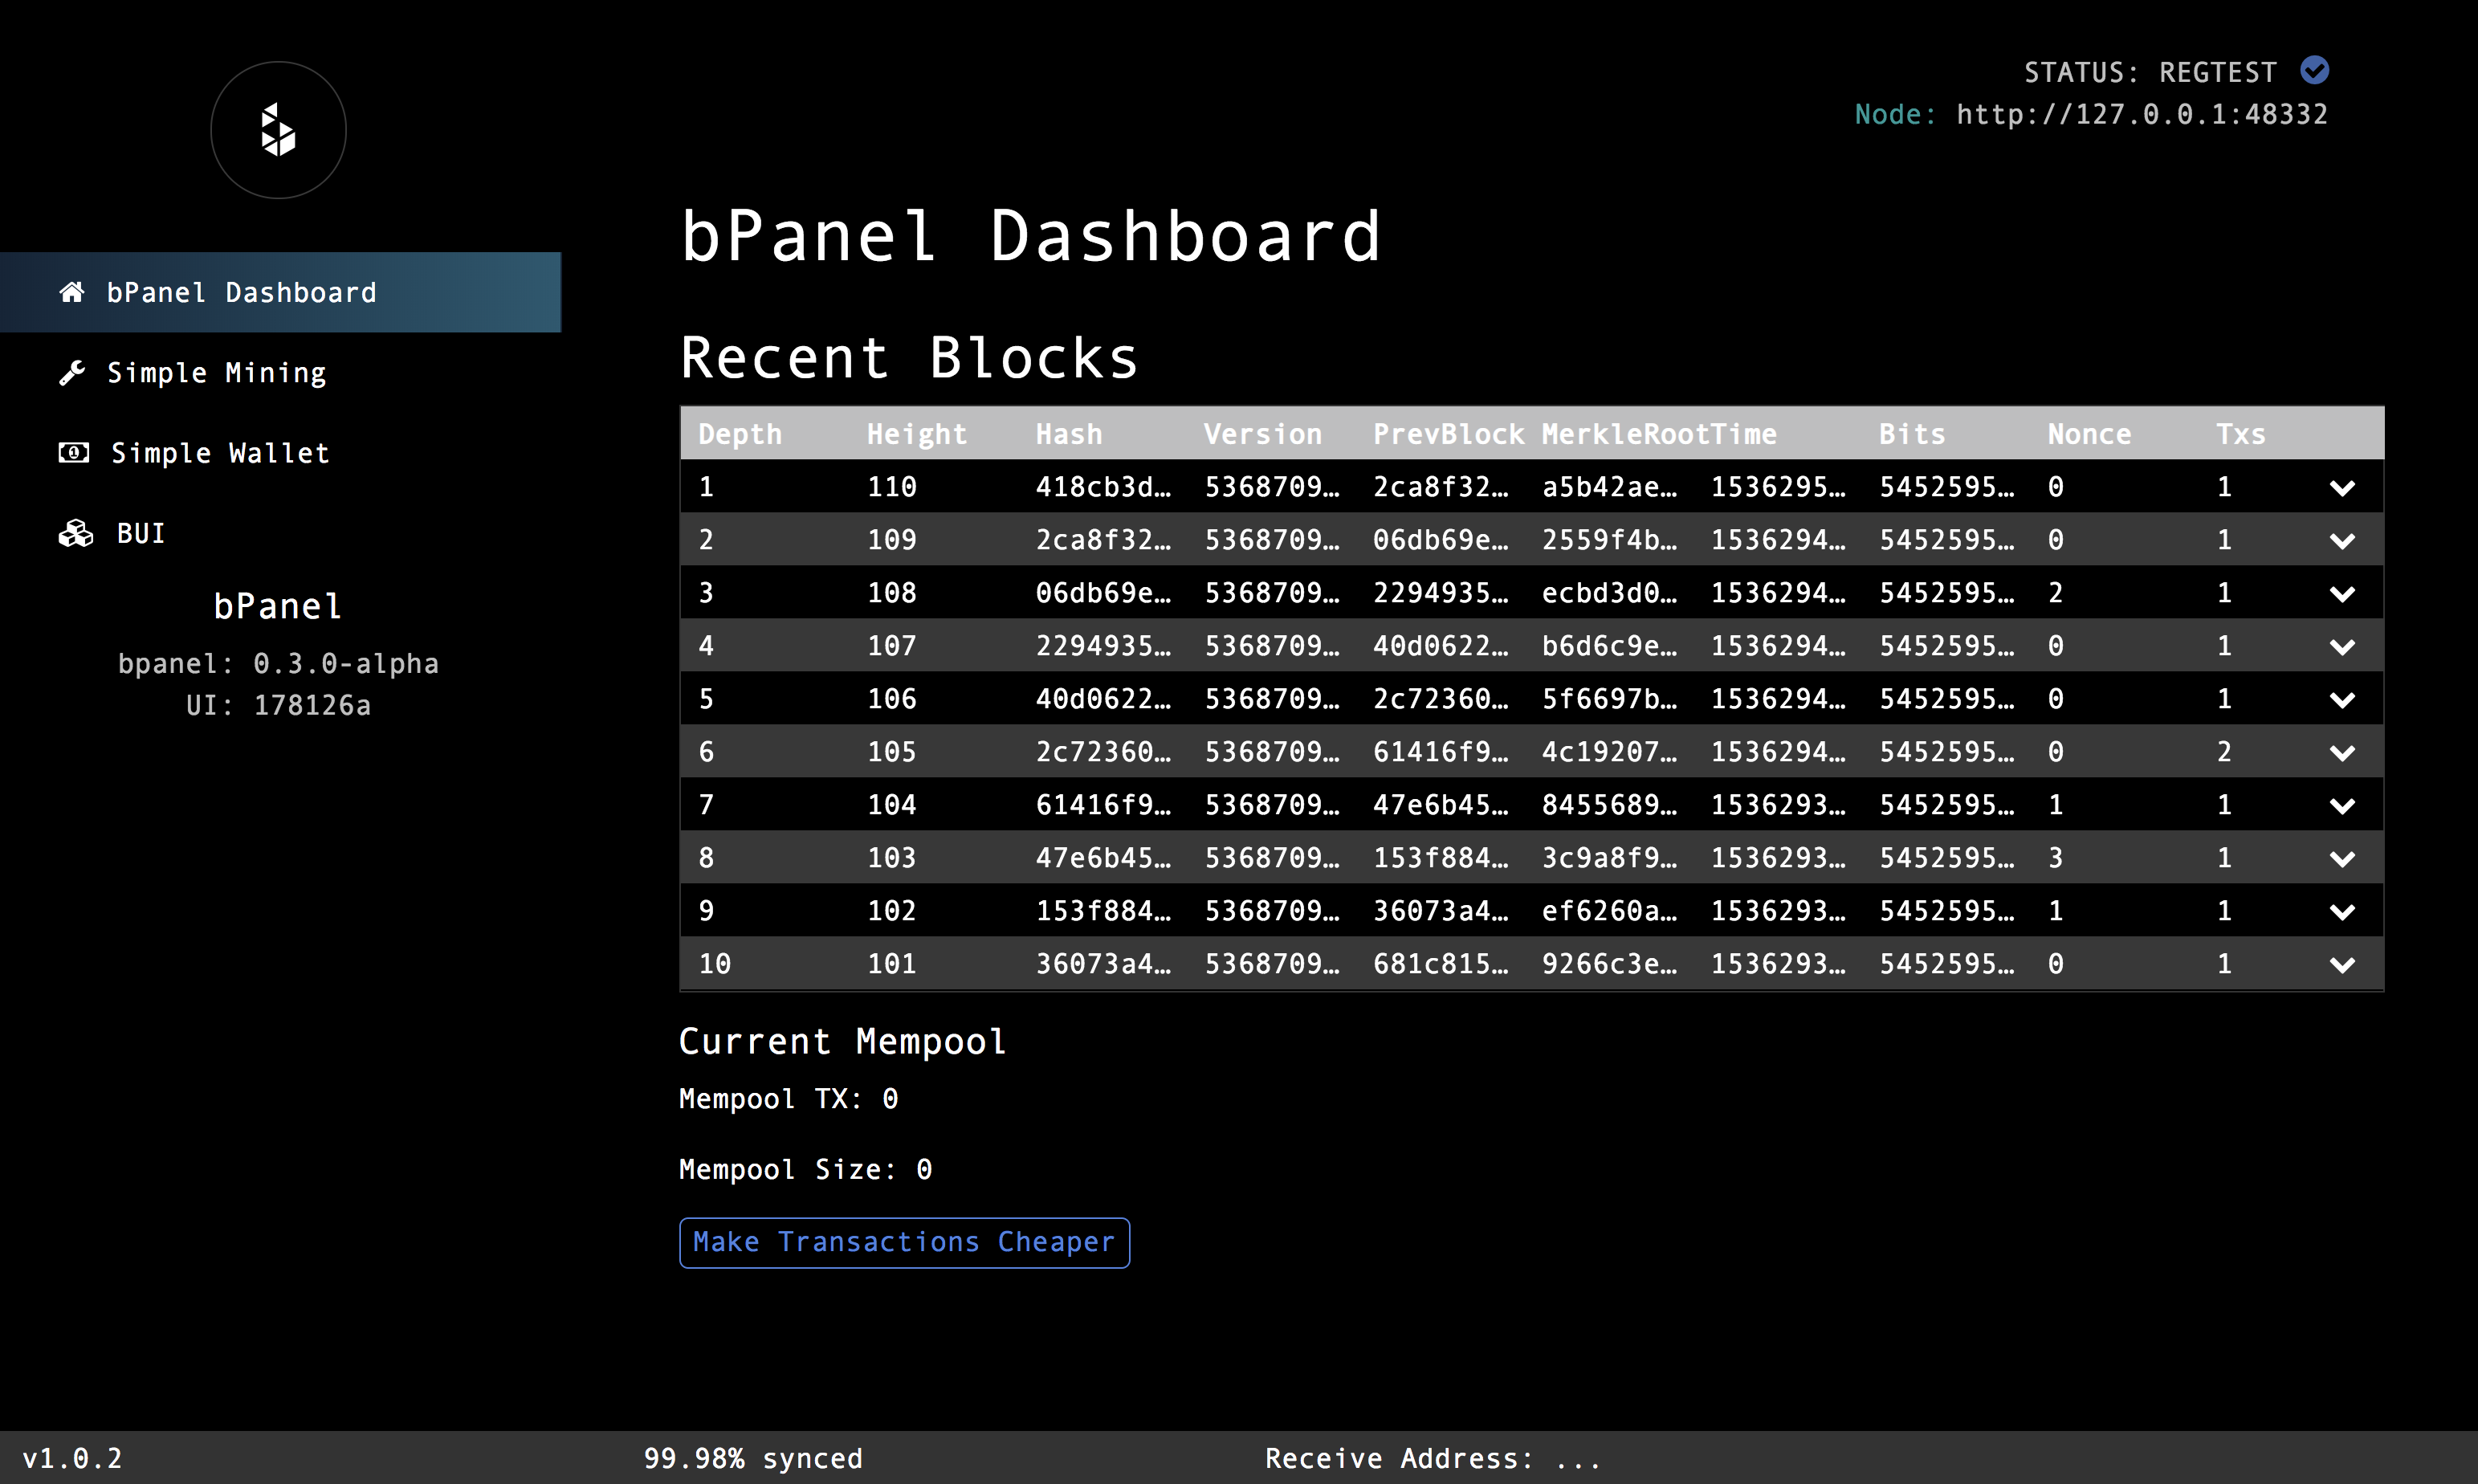 STATUS: REGTEST
Node: http://127.0.0.1:48332
bPanel Dashboard
Simple Mining
Simple Wallet
BUI
bPanel
bpanel: 0.3.0-alpha
UI: 178126a
bPanel Dashboard
Recent Blocks
Depth Height Hash Version PrevBlock MerkleRoot Time Bits Nonce Txs
1 110 418cb3d… 5368709… 2ca8f32… a5b42ae… 1536295… 5452595… 0 1
2 109 2ca8f32… 5368709… 06db69e… 2559f4b… 1536294… 5452595… 0 1
3 108 06db69e… 5368709… 2294935… ecbd3d0… 1536294… 5452595… 2 1
4 107 2294935… 5368709… 40d0622… b6d6c9e… 1536294… 5452595… 0 1
5 106 40d0622… 5368709… 2c72360… 5f6697b… 1536294… 5452595… 0 1
6 105 2c72360… 5368709… 61416f9… 4c19207… 1536294… 5452595… 0 2
7 104 61416f9… 5368709… 47e6b45… 8455689… 1536293… 5452595… 1 1
8 103 47e6b45… 5368709… 153f884… 3c9a8f9… 1536293… 5452595… 3 1
9 102 153f884… 5368709… 36073a4… ef6260a… 1536293… 5452595… 1 1
10 101 36073a4… 5368709… 681c815… 9266c3e… 1536293… 5452595… 0 1
Current Mempool
Mempool TX: 0
Mempool Size: 0
Make Transactions Cheaper
v1.0.2 99.98% synced Receive Address: ...